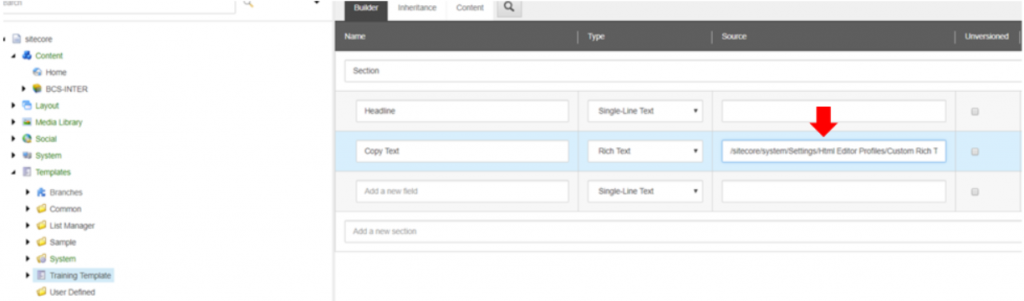 earch
Builder Inheritance Content
Name Type Source Unversioned
Section
Headline Single-Line Text
Copy Text Rich Text /sitecore/system/Settings/Html Editor Profiles/Custom Rich T
Add a new field Single-Line Text
Add a new section
sitecore
Content
Home
BCS-INTER
Layout
Media Library
Social
System
Templates
Branches
Common
List Manager
Sample
System
Training Template
User Defined